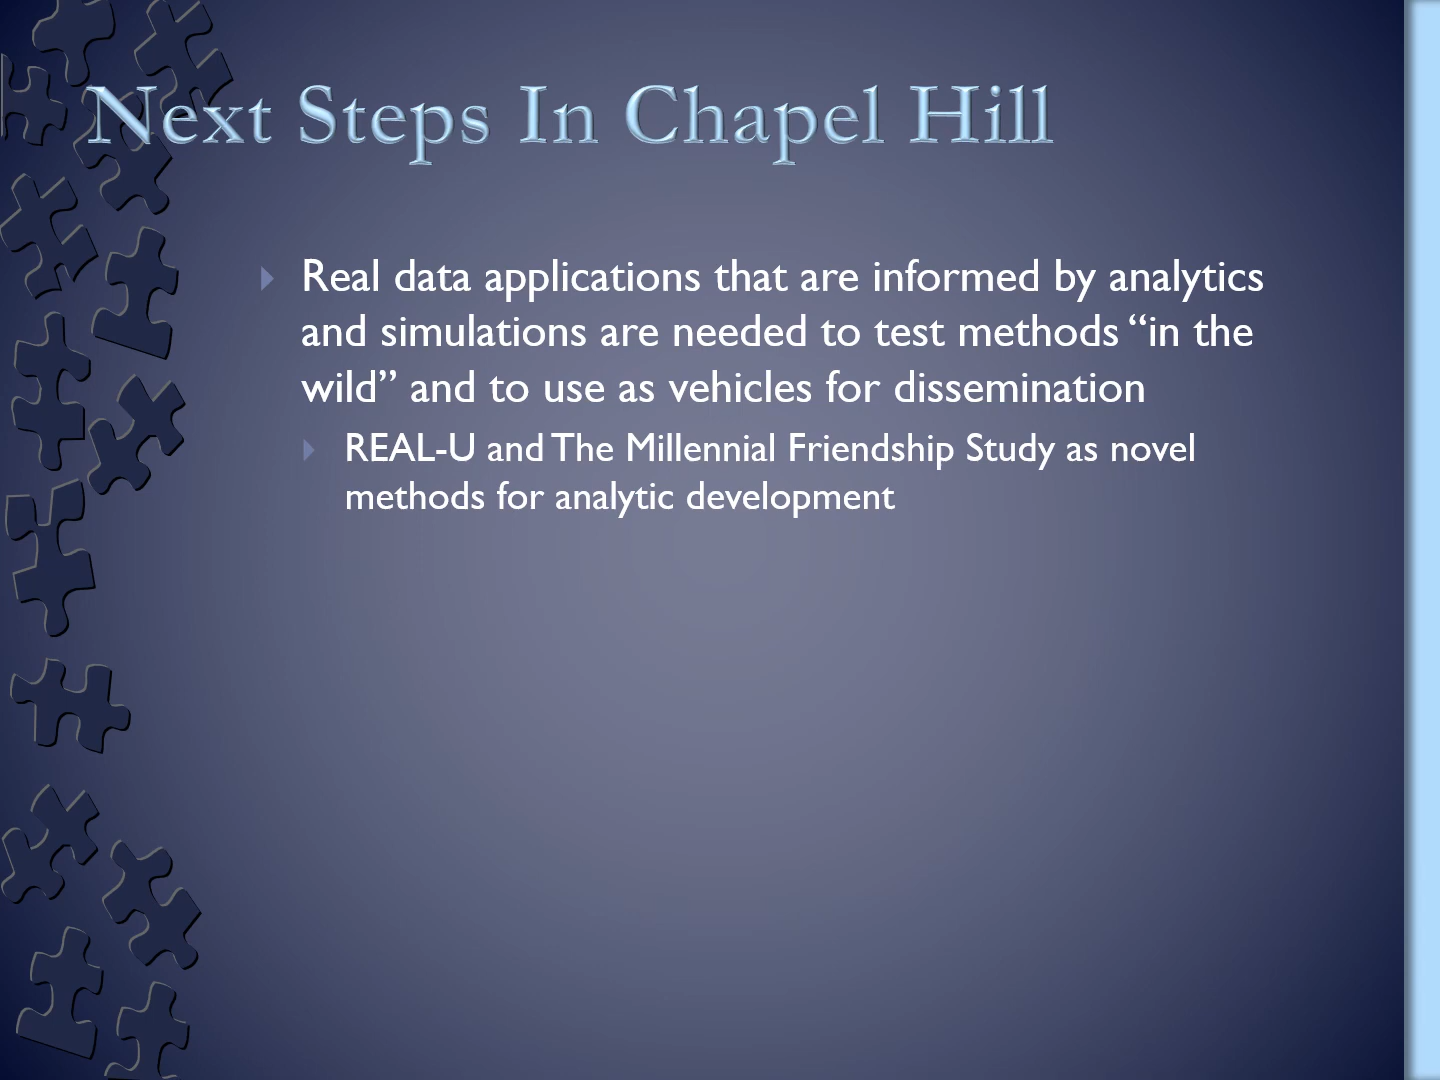 Next Steps In Chapel Hill
Real data applications that are informed by analytics
and simulations are needed to test methods “in the
wild” and to use as vehicles for dissemination
REAL-U and The Millennial Friendship Study as novel
methods for analytic development